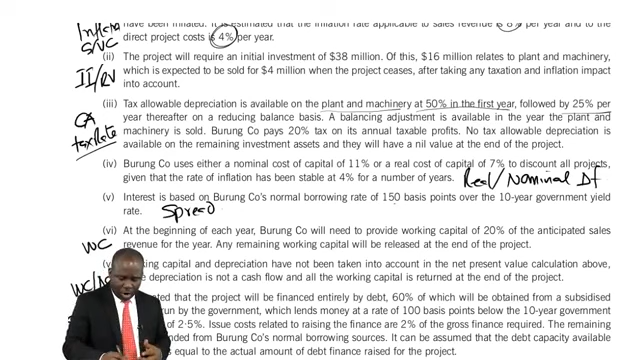 have been inflated. It is estimated that the inflation rate applicable to sales revenue is 8% per year and to the
direct project costs is 4% per year.
Inflation
S/VC
(ii) The project will require an initial investment of $38 million. Of this, $16 million relates to plant and machinery,
which is expected to be sold for $4 million when the project ceases, after taking any taxation and inflation impact
into account.
II/RV
(iii) Tax allowable depreciation is available on the plant and machinery at 50% in the first year, followed by 25% per
year thereafter on a reducing balance basis. A balancing adjustment is available in the year the plant and
machinery is sold. Burung Co pays 20% tax on its annual taxable profits. No tax allowable depreciation is
available on the remaining investment assets and they will have a nil value at the end of the project.
CA
tax Rate
(iv) Burung Co uses either a nominal cost of capital of 11% or a real cost of capital of 7% to discount all projects,
given that the rate of inflation has been stable at 4% for a number of years.
Real/Nominal Df
(v) Interest is based on Burung Co's normal borrowing rate of 150 basis points over the 10-year government yield
rate.
Spread
(vi) At the beginning of each year, Burung Co will need to provide working capital of 20% of the anticipated sales
revenue for the year. Any remaining working capital will be released at the end of the project.
WC
king capital and depreciation have not been taken into account in the net present value calculation above,
e depreciation is not a cash flow and all the working capital is returned at the end of the project.
WC
ated that the project will be financed entirely by debt, 60% of which will be obtained from a subsidised
run by the government, which lends money at a rate of 100 basis points below the 10-year government
of 2·5%. Issue costs related to raising the finance are 2% of the gross finance required. The remaining
nded from Burung Co's normal borrowing sources. It can be assumed that the debt capacity available
is equal to the actual amount of debt finance raised for the project.